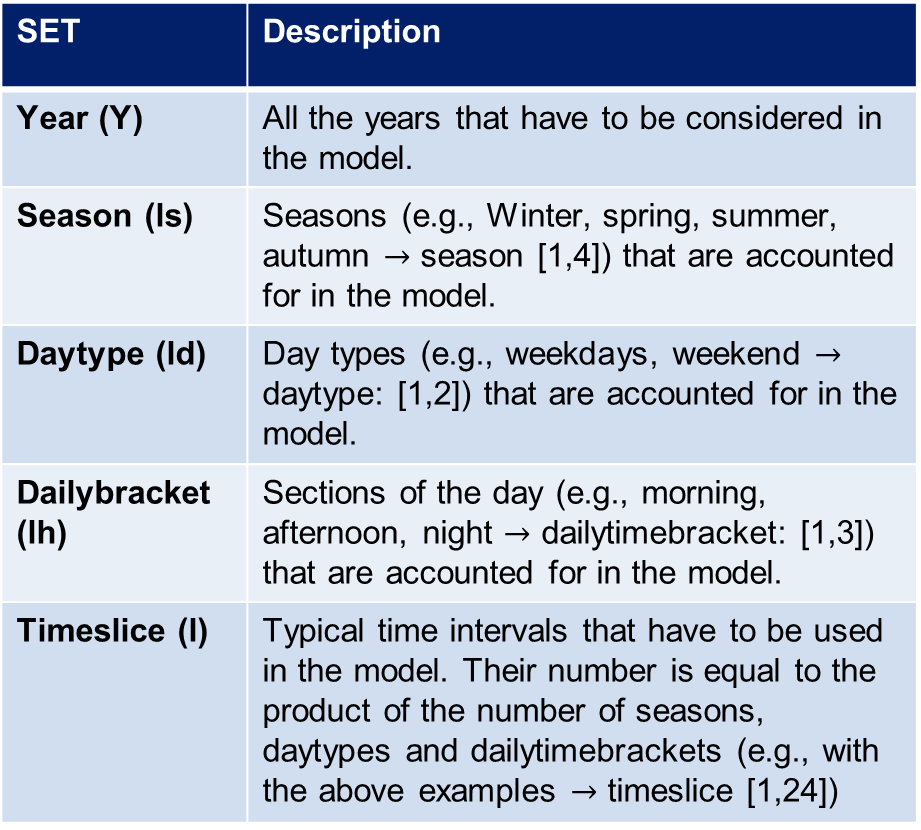 SET
Description
Year (Y)
All the years that have to be considered in
the model.
Season (ls)
Seasons (e.g., Winter, spring, summer,
autumn → season [1,4]) that are accounted
for in the model.
Daytype (ld)
Day types (e.g., weekdays, weekend →
daytype: [1,2]) that are accounted for in the
model.
Dailybracket
(lh)
Sections of the day (e.g., morning,
afternoon, night → dailytimebracket: [1,3])
that are accounted for in the model.
Timeslice (l)
Typical time intervals that have to be used
in the model. Their number is equal to the
product of the number of seasons,
daytypes and dailytimebrackets (e.g., with
the above examples → timeslice [1,24])